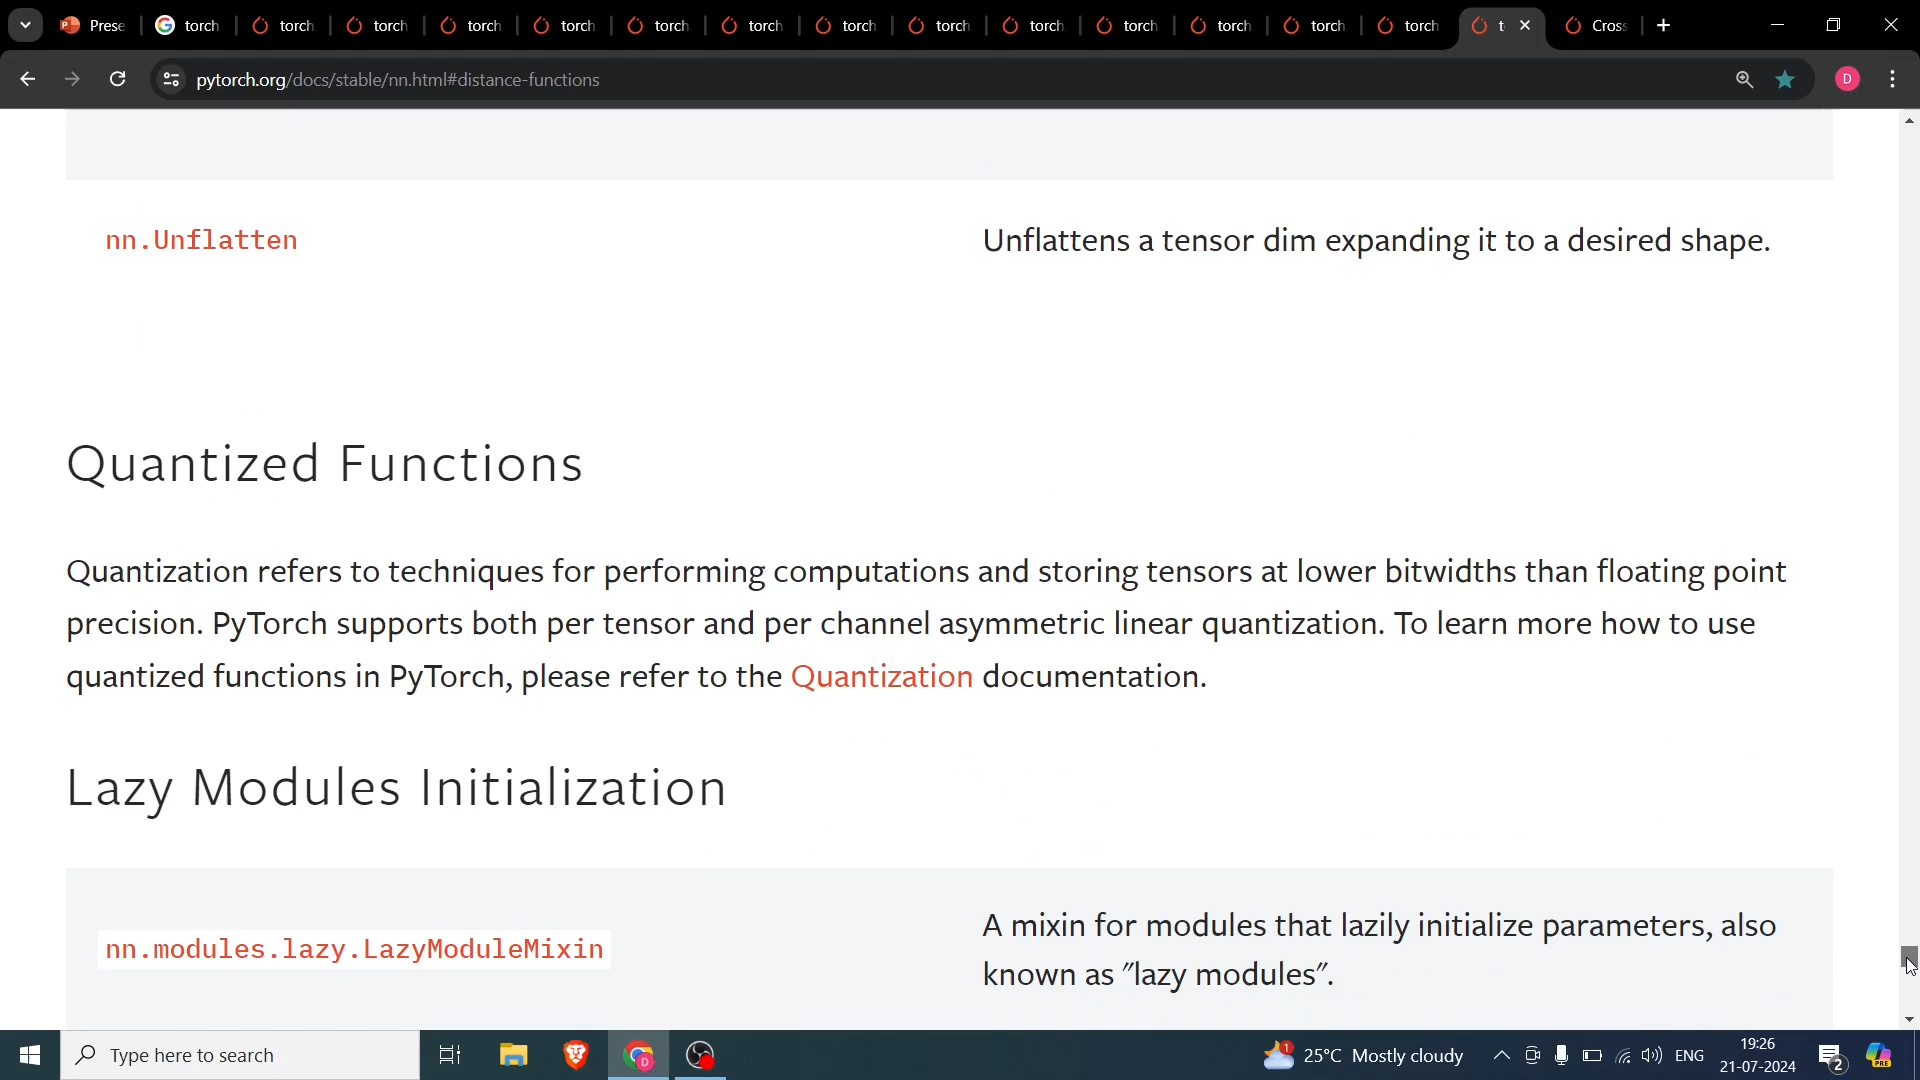 Prese
torch
torch
torch
torch
torch
torch
torch
torch
torch
torch
torch
torch
torch
torch
t
Cross
pytorch.org/docs/stable/nn.html#distance-functions
D
nn.Unflatten
Unflattens a tensor dim expanding it to a desired shape.
Quantized Functions
Quantization refers to techniques for performing computations and storing tensors at lower bitwidths than floating point
precision. PyTorch supports both per tensor and per channel asymmetric linear quantization. To learn more how to use
quantized functions in PyTorch, please refer to the Quantization documentation.
Lazy Modules Initialization
nn.modules.lazy.LazyModuleMixin
A mixin for modules that lazily initialize parameters, also
known as "lazy modules".
Type here to search
D
1
25°C Mostly cloudy
ENG
19:26
21-07-2024
2
PRE